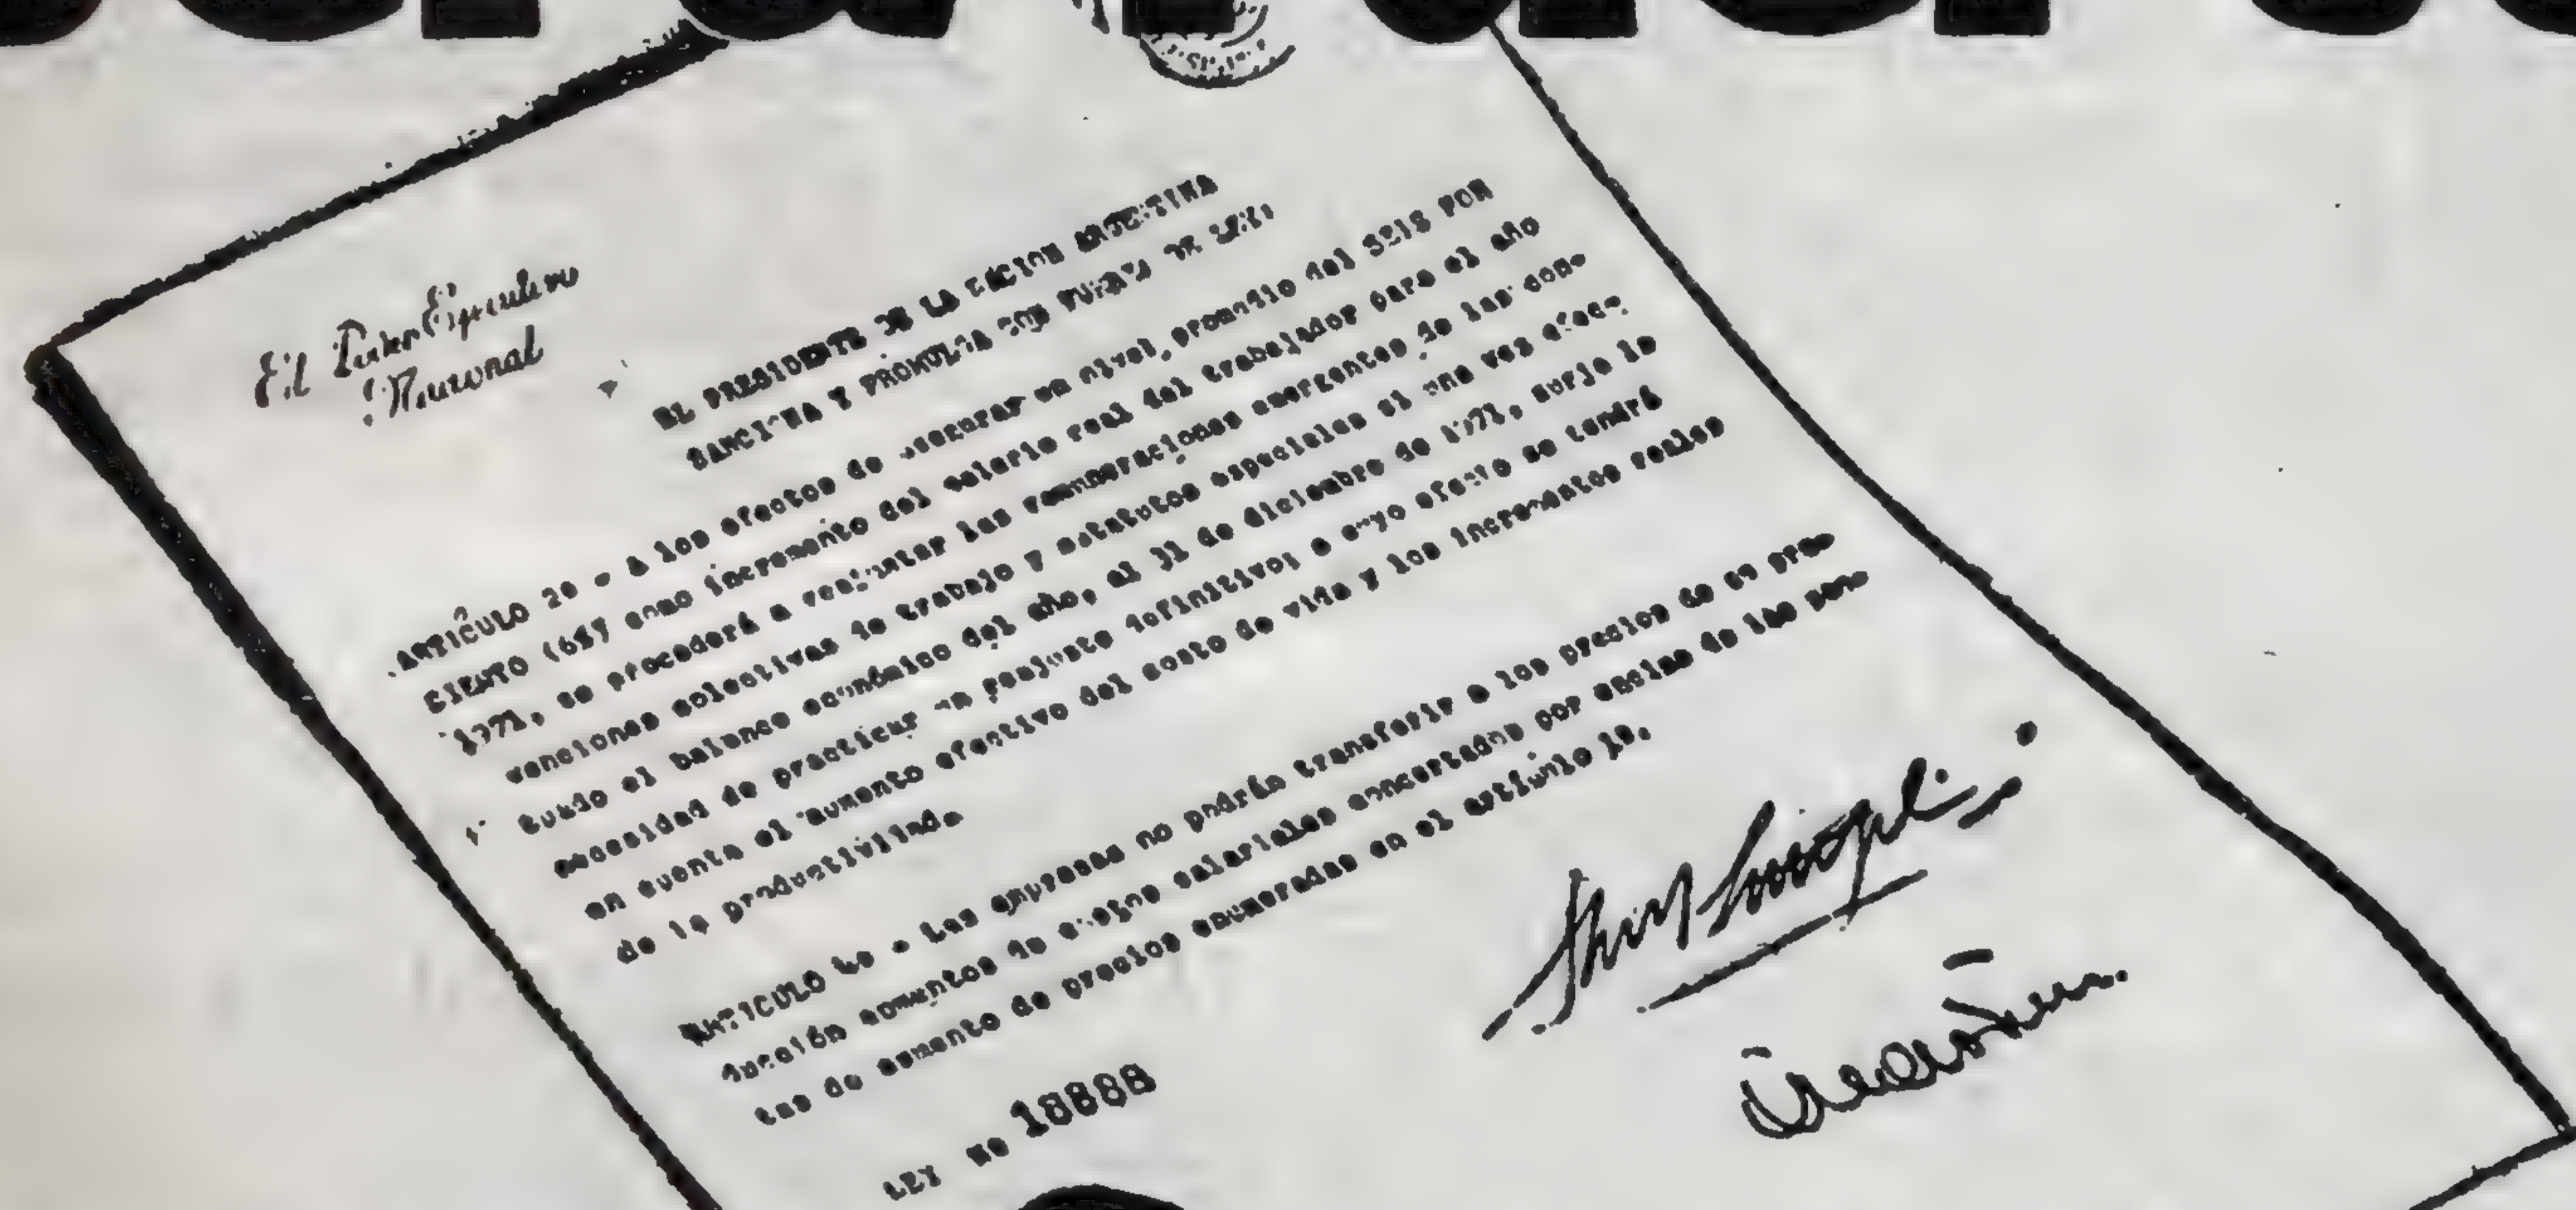 El Poder Ejecutivo
Nacional
EL PRESIDENTE DE LA NACION ARGENTINA
SANCIONA Y PROMULGA CON FUERZA DE LEY:
ARTÍCULO 2º - A los efectos de asegurar un nivel promedio del SEIS POR
CIENTO (6%) como incremento del salario real del trabajador para el año
1971, se procederá a reajustar las remuneraciones emergentes de las con-
venciones colectivas de trabajo y estatutos especiales si una vez efec-
tuado el balance económico del año, al 31 de diciembre de 1971, surja la
necesidad de practicar un reajuste definitivo; a cuyo efecto se tendrá
en cuenta el aumento efectivo del costo de vida y los incrementos reales
de la productividad.
ARTICULO 4º - Las empresas no podrán transferir a los precios de su pro-
ducción aumentos de salariales concertados por encima de las
de aumento de precios enumeradas en el artículo 1º.
LEY Nº 18888